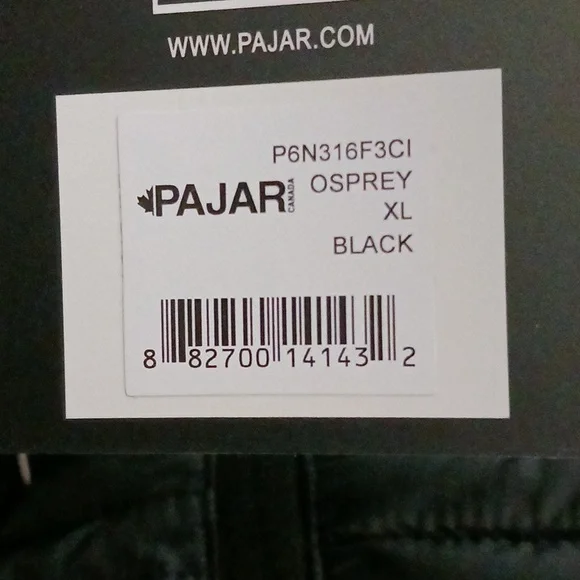 WWW.PAJAR.COM
P6N316F3CI
PAJAR CANADA
OSPREY
XL
BLACK
8 82700 14143 2